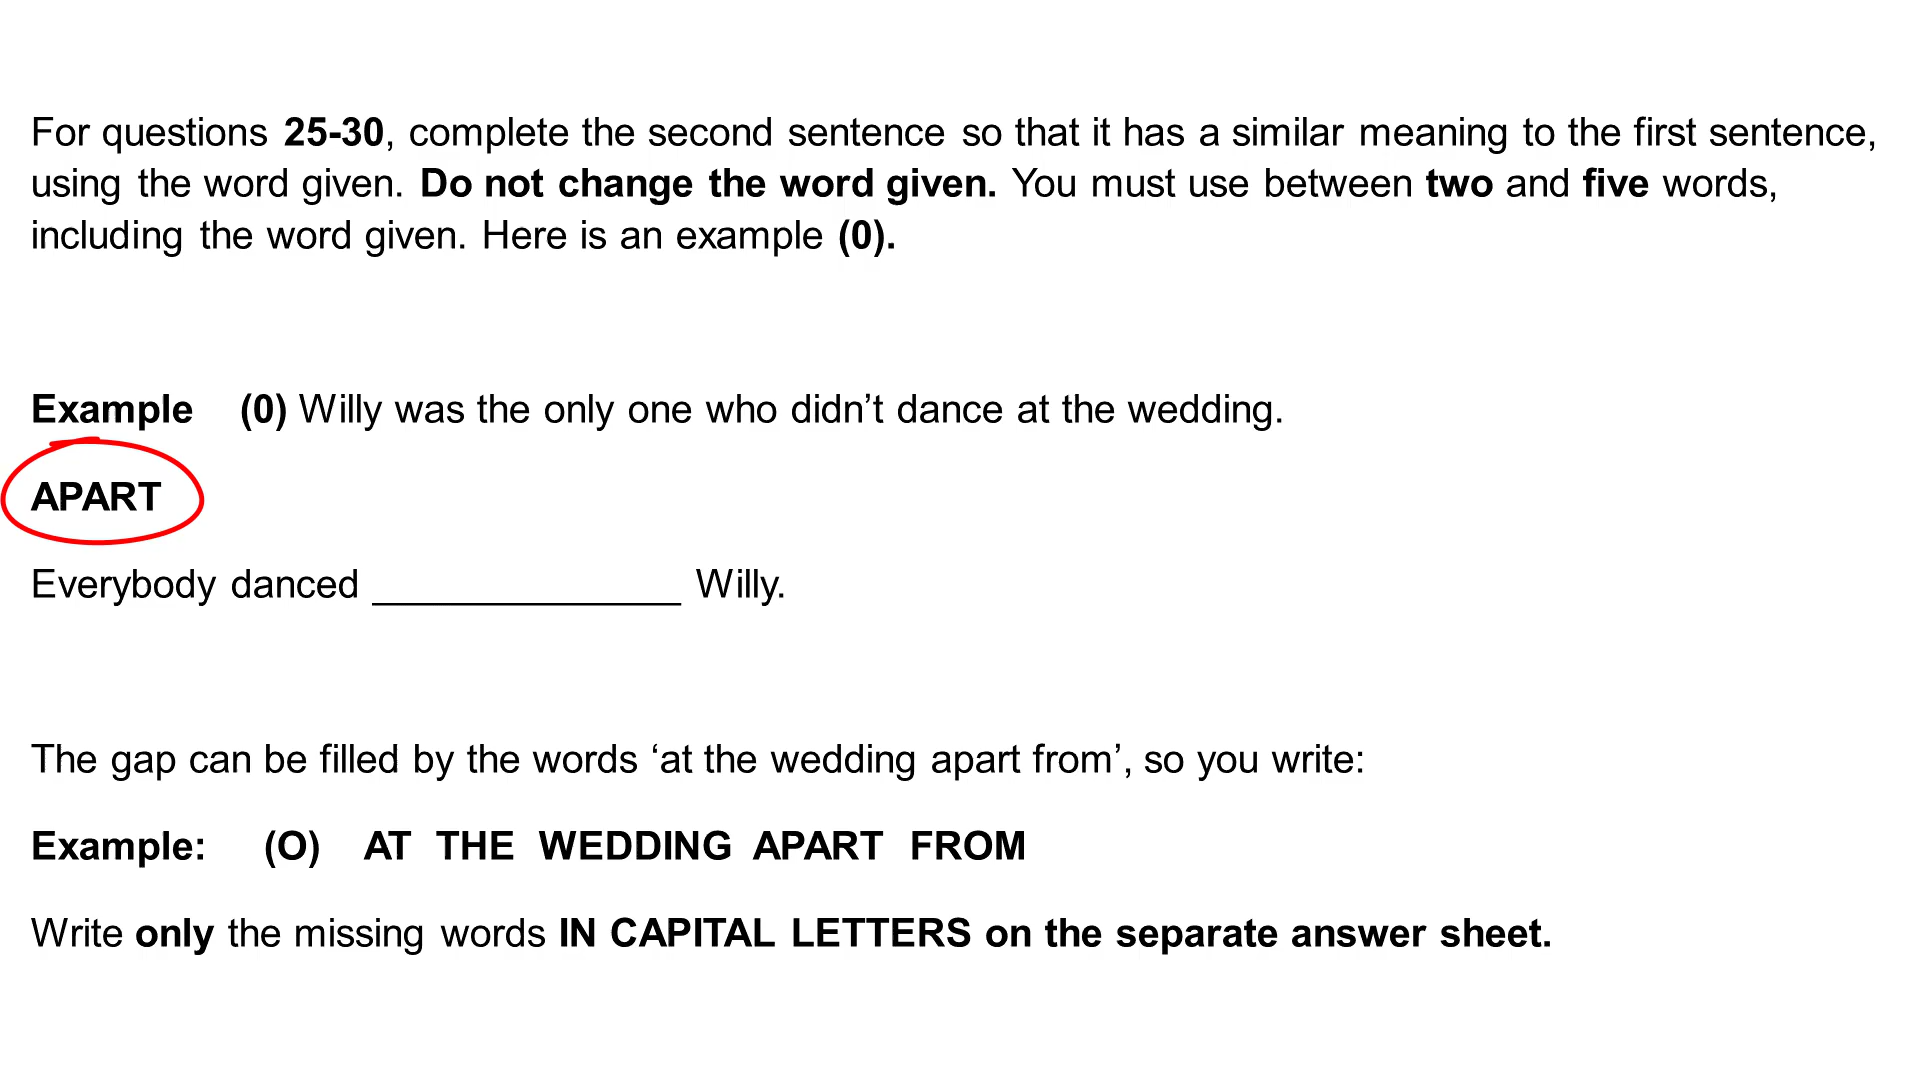 For questions 25-30, complete the second sentence so that it has a similar meaning to the first sentence,
using the word given. Do not change the word given. You must use between two and five words,
including the word given. Here is an example (0).
Example (0) Willy was the only one who didn’t dance at the wedding.
APART
Everybody danced ______________ Willy.
The gap can be filled by the words ‘at the wedding apart from’, so you write:
Example: (O) AT THE WEDDING APART FROM
Write only the missing words IN CAPITAL LETTERS on the separate answer sheet.